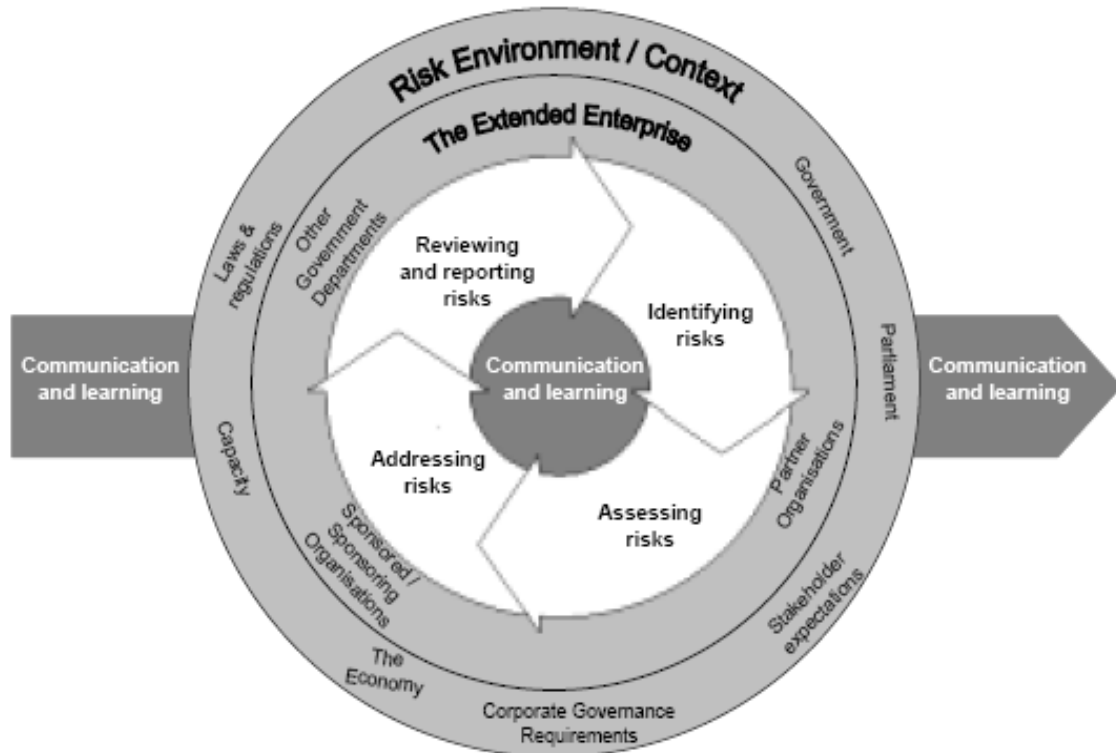 Risk Environment / Context
The Extended Enterprise
Government
Laws &
regulations
Other
Government
Departments
Reviewing
and reporting
risks
Identifying
risks
Parliament
Communication
and learning
Communication
and learning
Communication
and learning
Capacity
Addressing
risks
Assessing
risks
Partner
Organisations
Sponsored /
Sponsoring
Organisations
Stakeholder
expectations
The
Economy
Corporate Governance
Requirements